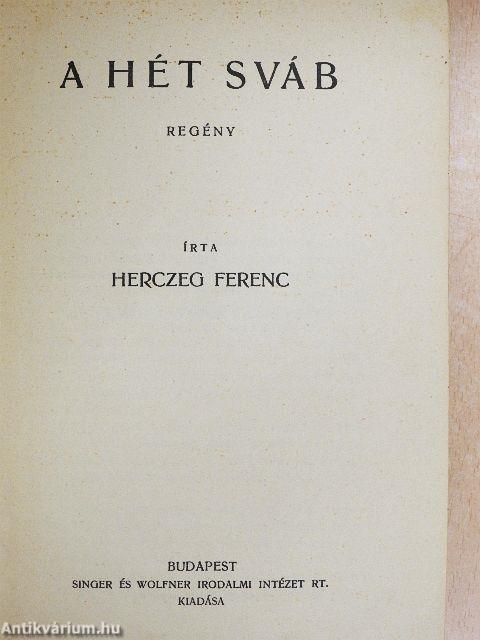 A HÉT SVÁB
REGÉNY
ÍRTA
HERCZEG FERENC
BUDAPEST
SINGER ÉS WOLFNER IRODALMI INTÉZET RT.
KIADÁSA
Antikvárium.hu